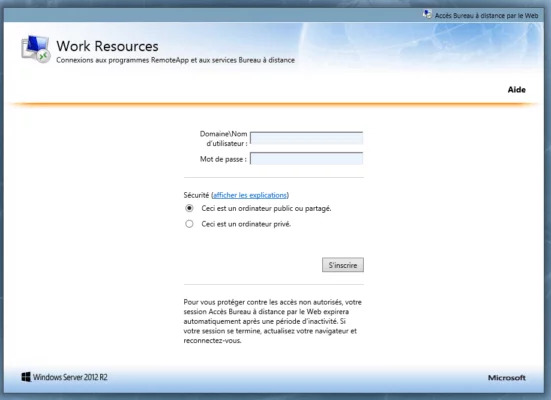 Accès Bureau à distance par le Web
Work Resources
Connexions aux programmes RemoteApp et aux services Bureau à distance
Aide
Domaine\Nom
d'utilisateur :
Mot de passe :
Sécurité (afficher les explications)
Ceci est un ordinateur public ou partagé.
Ceci est un ordinateur privé.
S'inscrire
Pour vous protéger contre les accès non autorisés, votre
session Accès Bureau à distance par le Web expirera
automatiquement après une période d'inactivité. Si
votre session se termine, actualisez votre navigateur et
reconnectez-vous.
Windows Server 2012 R2
Microsoft